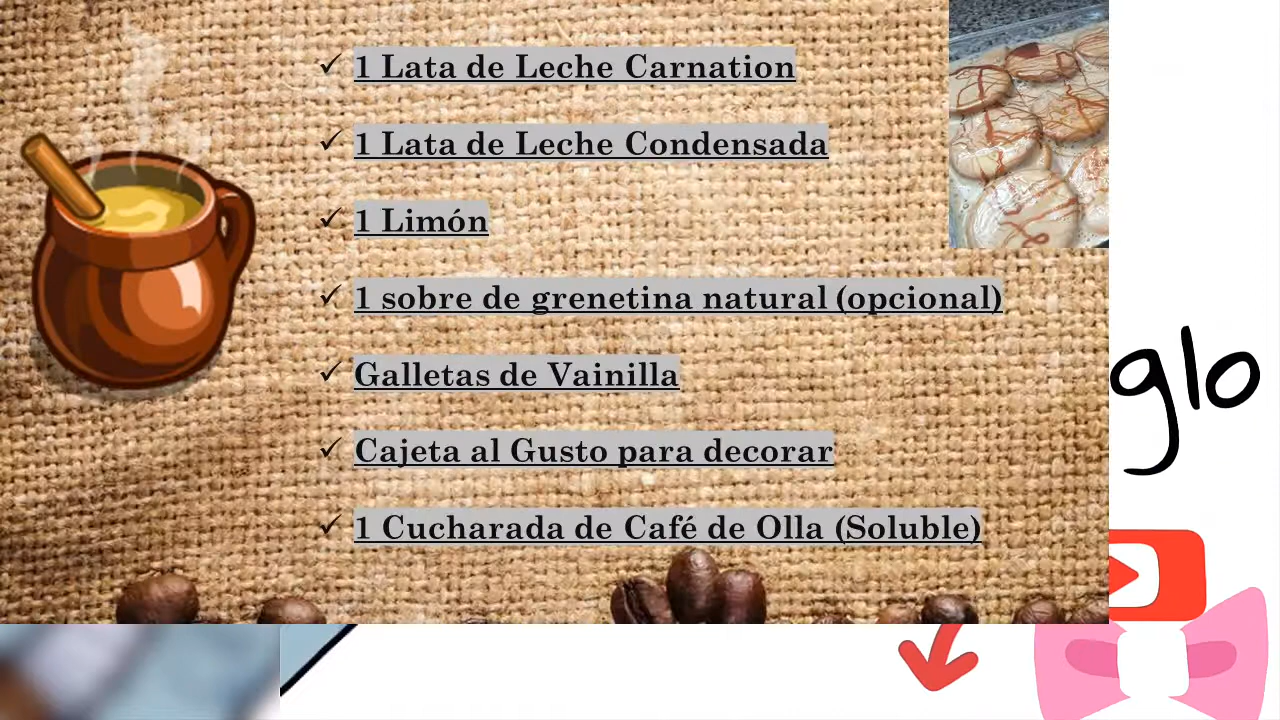 1 Lata de Leche Carnation
1 Lata de Leche Condensada
1 Limón
1 sobre de grenetina natural (opcional)
Galletas de Vainilla
Cajeta al Gusto para decorar
1 Cucharada de Café de Olla (Soluble)
glo